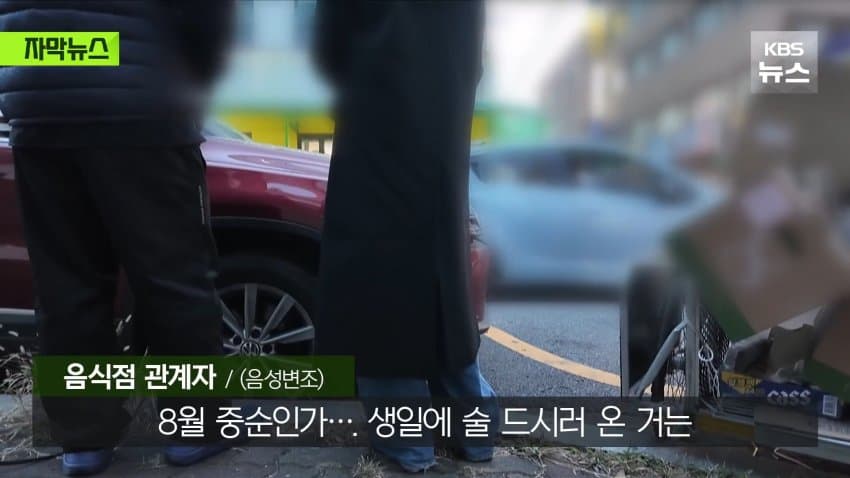 자막뉴스
KBS
뉴스
음식점 관계자 / (음성변조)
8월 중순인가…. 생일에 술 드시러 온 거는
CASS